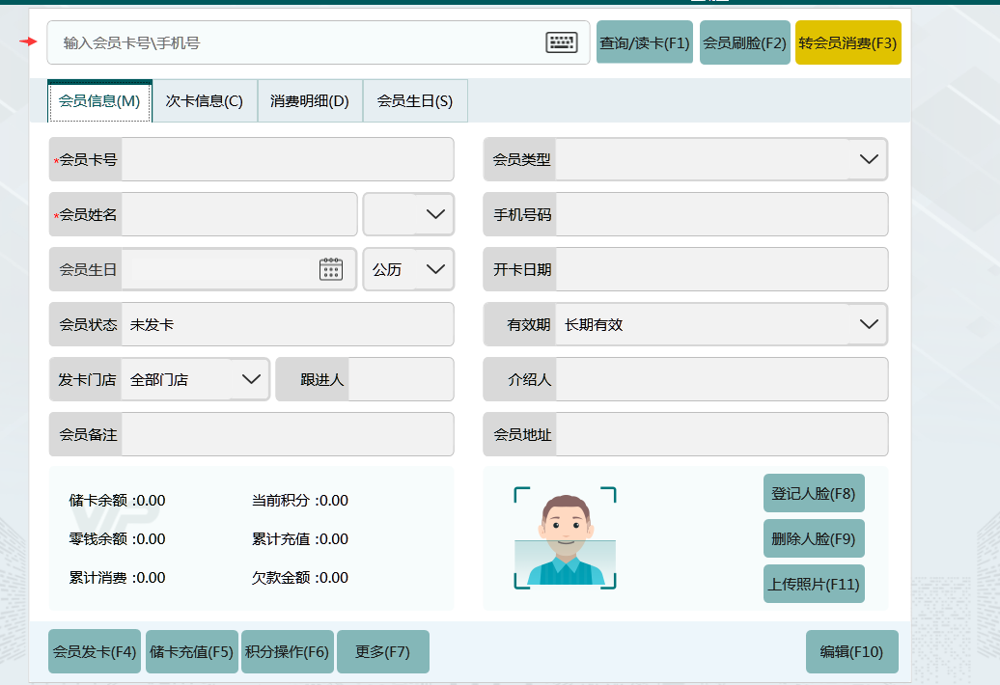 输入会员卡号\手机号
查询/读卡(F1) 会员刷脸(F2) 转会员消费(F3)
会员信息(M) 次卡信息(C) 消费明细(D) 会员生日(S)
*会员卡号 会员类型
*会员姓名 手机号码
会员生日 公历 开卡日期
会员状态 未发卡 有效期 长期有效
发卡门店 全部门店 跟进人 介绍人
会员备注 会员地址
储卡余额 :0.00 当前积分 :0.00 登记人脸(F8)
VIP
零钱余额 :0.00 累计充值 :0.00 删除人脸(F9)
累计消费 :0.00 欠款金额 :0.00 上传照片(F11)
会员发卡(F4) 储卡充值(F5) 积分操作(F6) 更多(F7) 编辑(F10)